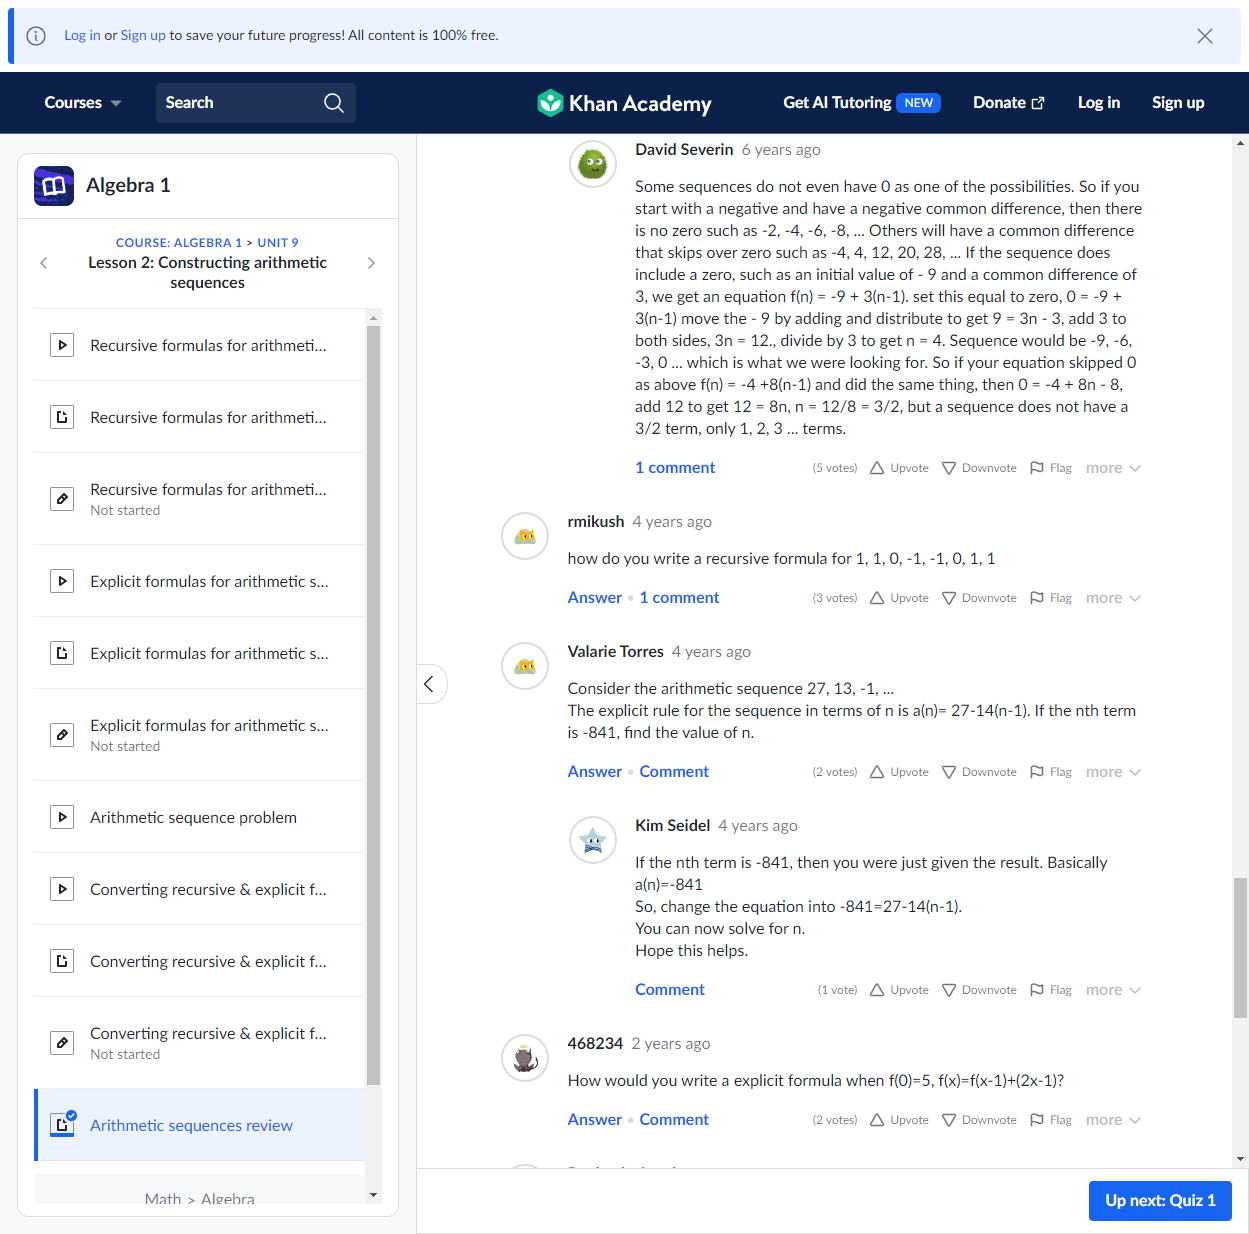 Log in or Sign up to save your future progress! All content is 100% free.
Courses
Search
Khan Academy
Get AI Tutoring NEW
Donate
Log in
Sign up
Algebra 1
COURSE: ALGEBRA 1 > UNIT 9
Lesson 2: Constructing arithmetic
sequences
Recursive formulas for arithmeti...
Recursive formulas for arithmeti...
Recursive formulas for arithmeti...
Not started
Explicit formulas for arithmetic s...
Explicit formulas for arithmetic s...
Explicit formulas for arithmetic s...
Not started
Arithmetic sequence problem
Converting recursive & explicit f...
Converting recursive & explicit f...
Converting recursive & explicit f...
Not started
Arithmetic sequences review
Math > Algebra
David Severin 6 years ago
Some sequences do not even have 0 as one of the possibilities. So if you
start with a negative and have a negative common difference, then there
is no zero such as -2, -4, -6, -8, ... Others will have a common difference
that skips over zero such as -4, 4, 12, 20, 28, ... If the sequence does
include a zero, such as an initial value of - 9 and a common difference of
3, we get an equation f(n) = -9 + 3(n-1). set this equal to zero, 0 = -9 +
3(n-1) move the - 9 by adding and distribute to get 9 = 3n - 3, add 3 to
both sides, 3n = 12., divide by 3 to get n = 4. Sequence would be -9, -6,
-3, 0 ... which is what we were looking for. So if your equation skipped 0
as above f(n) = -4 +8(n-1) and did the same thing, then 0 = -4 + 8n - 8,
add 12 to get 12 = 8n, n = 12/8 = 3/2, but a sequence does not have a
3/2 term, only 1, 2, 3 ... terms.
1 comment (5 votes) Upvote Downvote Flag more
rmikush 4 years ago
how do you write a recursive formula for 1, 1, 0, -1, -1, 0, 1, 1
Answer • 1 comment (3 votes) Upvote Downvote Flag more
Valarie Torres 4 years ago
Consider the arithmetic sequence 27, 13, -1, ...
The explicit rule for the sequence in terms of n is a(n)= 27-14(n-1). If the nth term
is -841, find the value of n.
Answer • Comment (2 votes) Upvote Downvote Flag more
Kim Seidel 4 years ago
If the nth term is -841, then you were just given the result. Basically
a(n)=-841
So, change the equation into -841=27-14(n-1).
You can now solve for n.
Hope this helps.
Comment (1 vote) Upvote Downvote Flag more
468234 2 years ago
How would you write a explicit formula when f(0)=5, f(x)=f(x-1)+(2x-1)?
Answer • Comment (2 votes) Upvote Downvote Flag more
Up next: Quiz 1